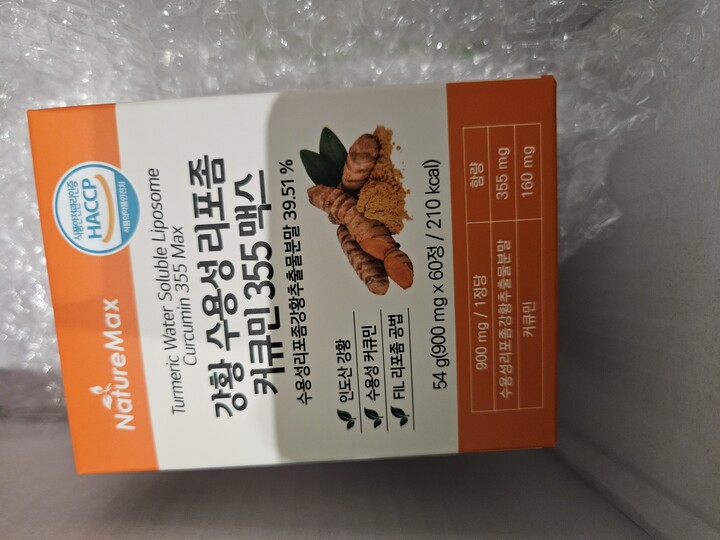 NatureMax
식품안전관리인증
HACCP
식품의약품안전처
Turmeric Water Soluble Liposome
Curcumin 355 Max
강황 수용성 리포좀
커큐민 355 맥스
수용성리포좀강황추출물분말 39.51 %
인도산 강황
수용성 커큐민
FIL 리포좀 공법
54 g(900 mg x 60정 / 210 kcal)
900 mg / 1정당 함량
수용성리포좀강황추출물분말 355 mg
커큐민 160 mg